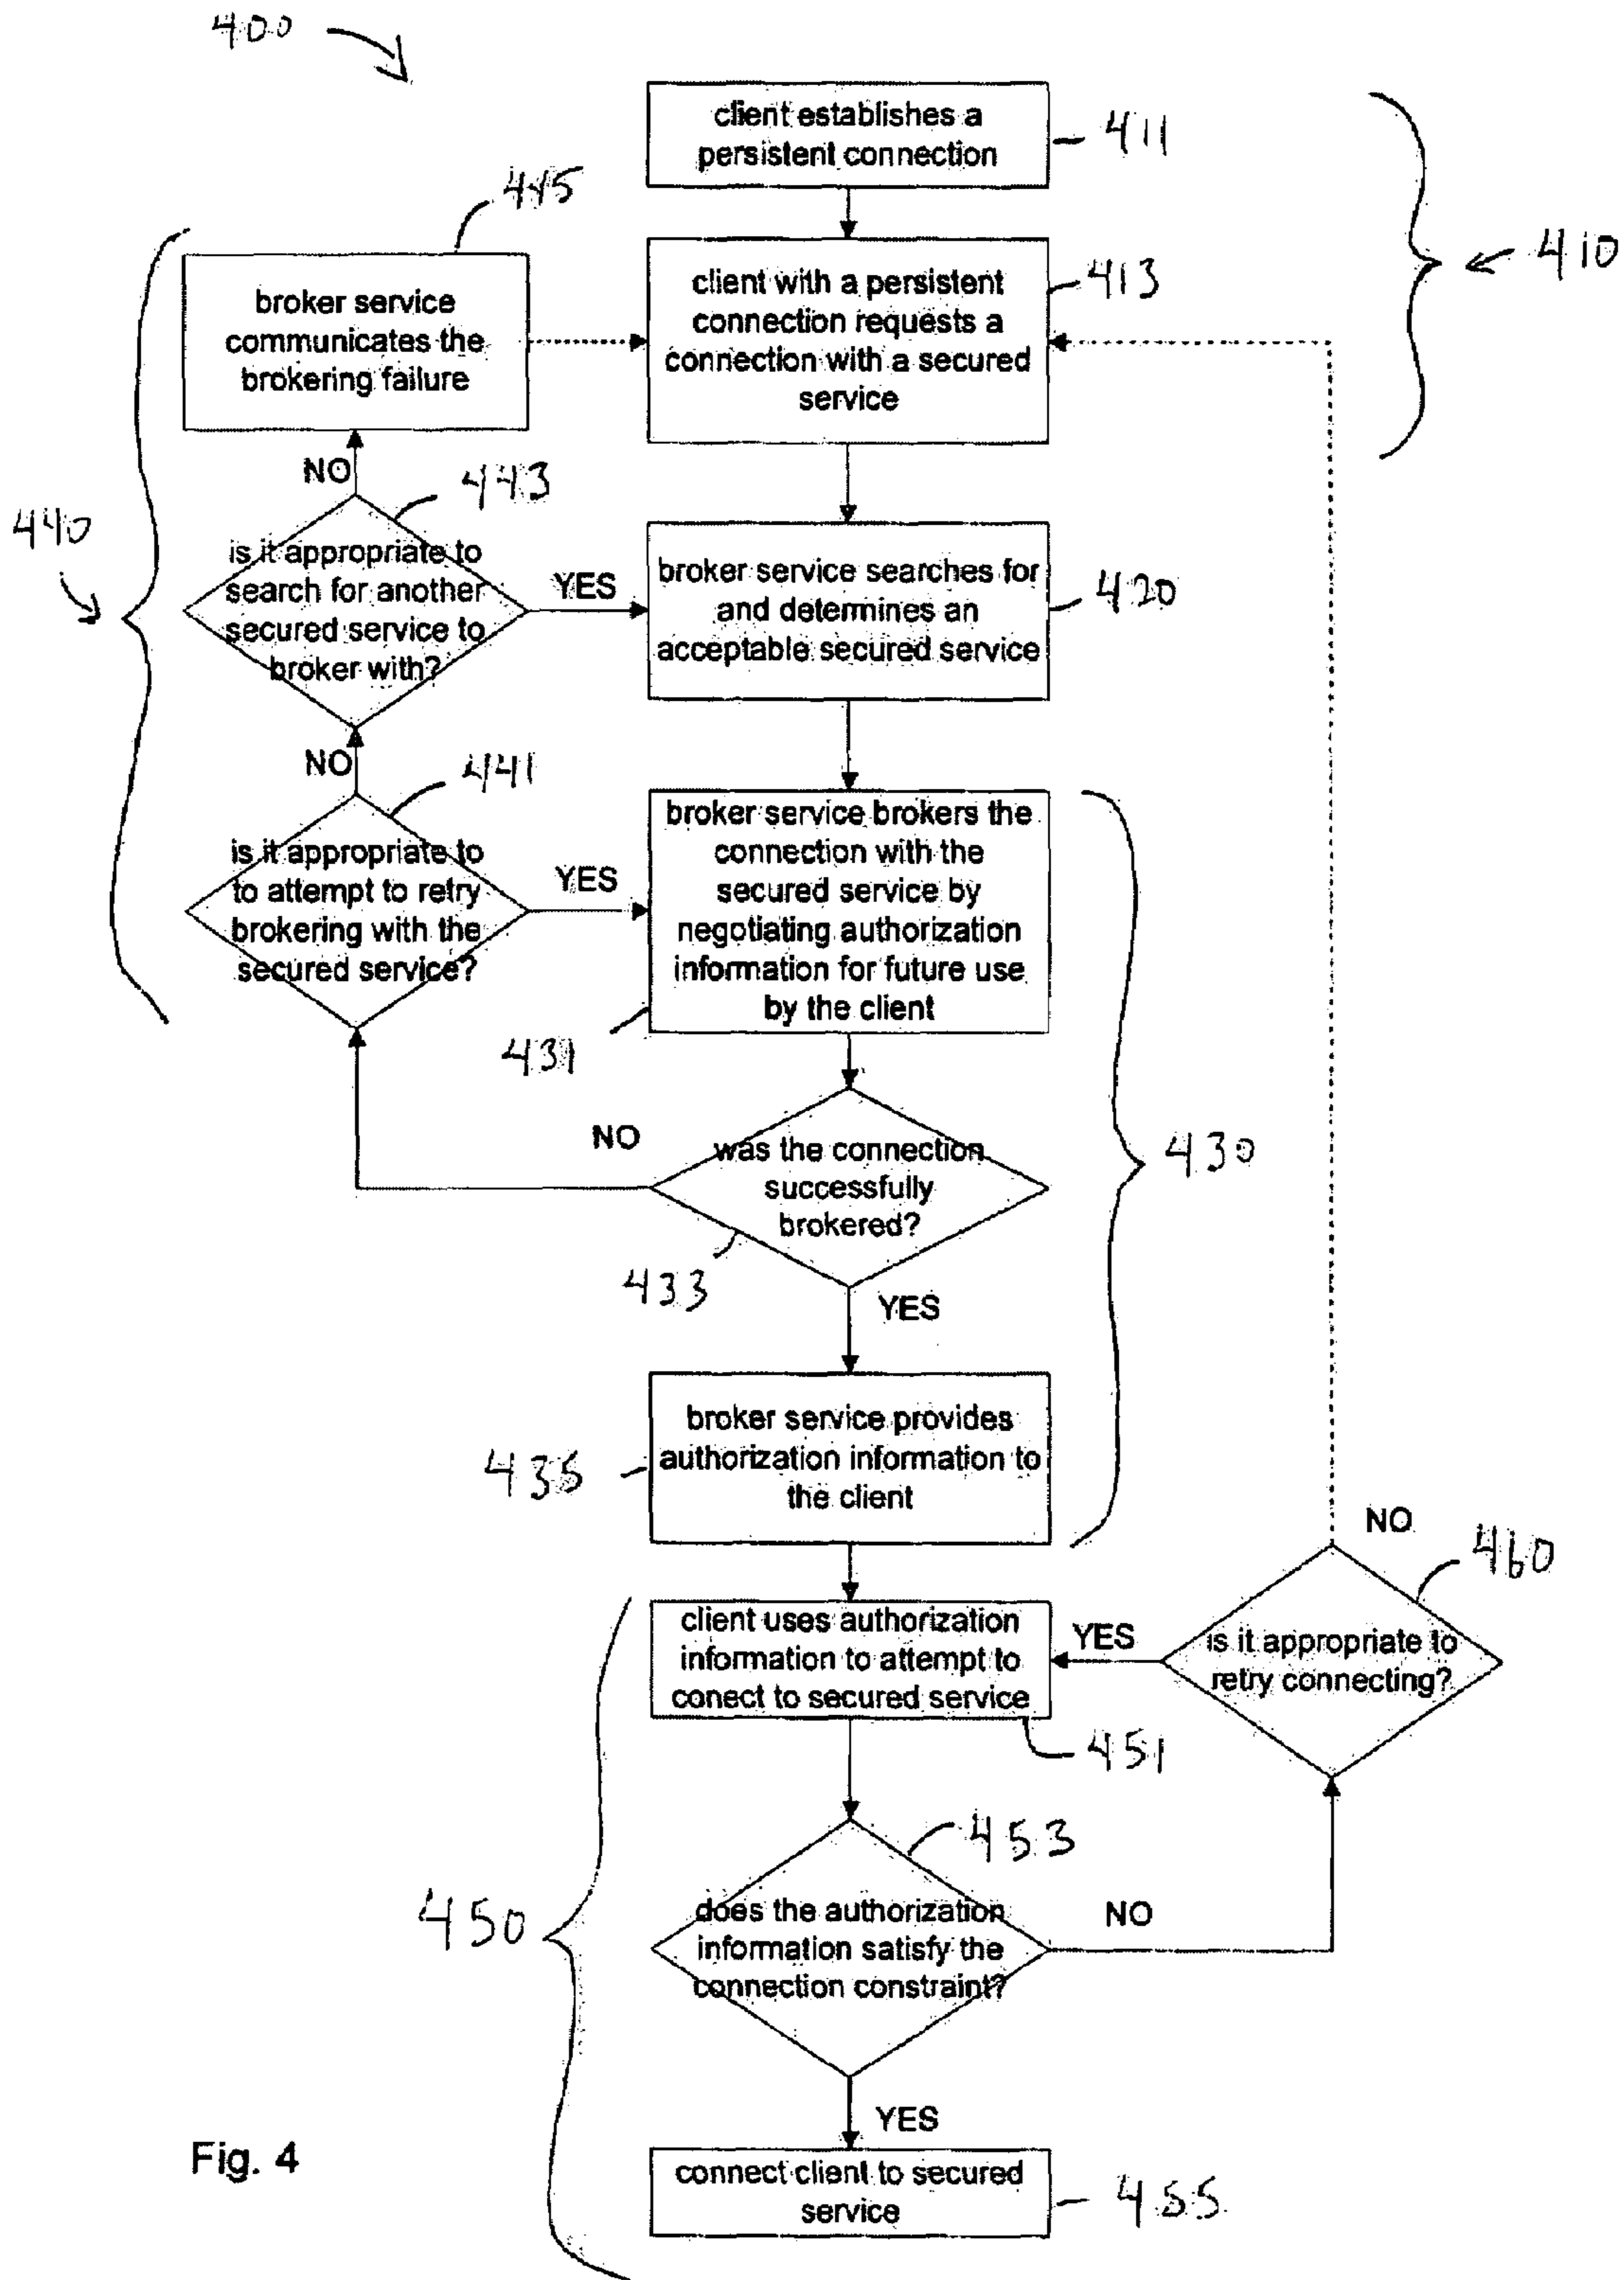 400
client establishes a
persistent connection
411
410
445
broker service
communicates the
brokering failure
client with a persistent
connection requests a
connection with a secured
service
413
NO
443
440
is it appropriate to
search for another
secured service to
broker with?
YES
broker service searches for
and determines an
acceptable secured service
420
NO
441
is it appropriate to
to attempt to retry
brokering with the
secured service?
YES
broker service brokers the
connection with the
secured service by
negotiating authorization
information for future use
by the client
431
430
NO
was the connection
successfully
brokered?
433
YES
broker service provides
authorization information to
the client
435
NO
460
client uses authorization
information to attempt to
conect to secured service
YES
is it appropriate to
retry connecting?
451
453
450
does the authorization
information satisfy the
connection constraint?
NO
YES
connect client to secured
service
455
Fig. 4